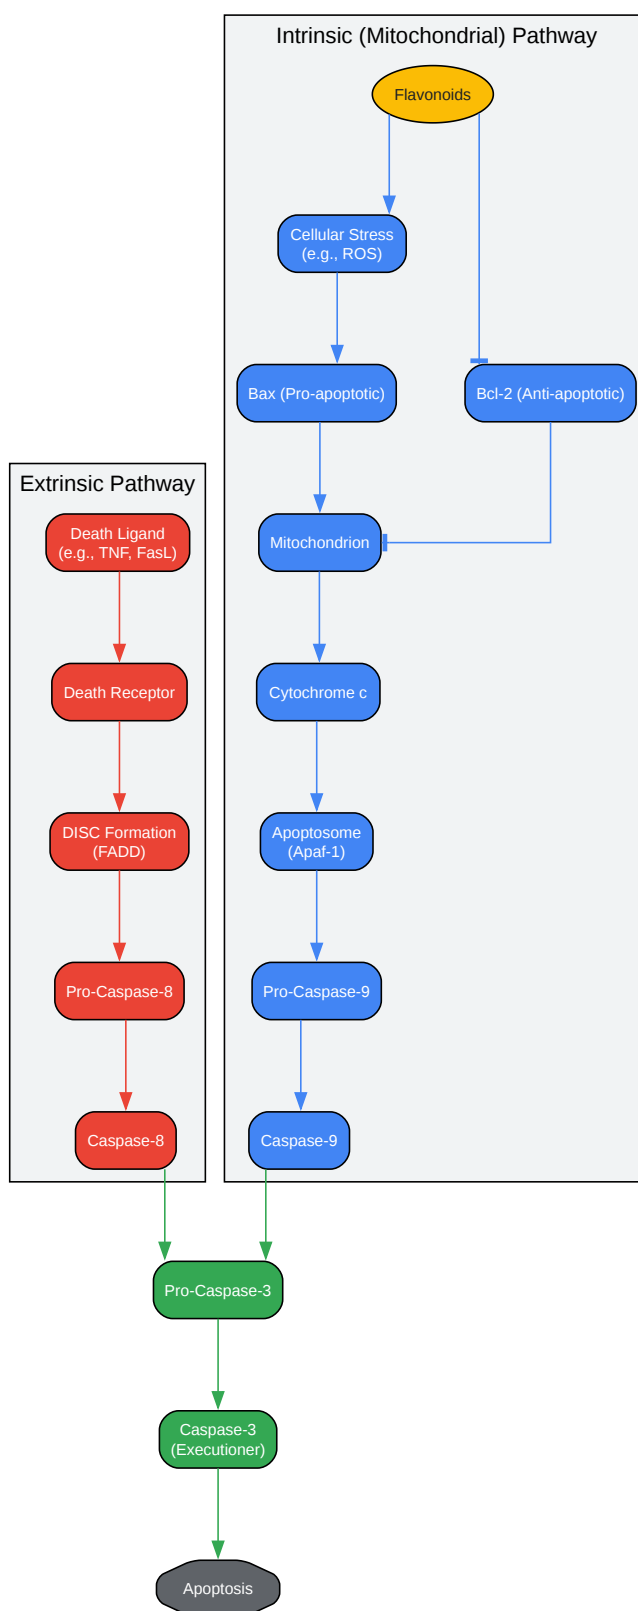 Intrinsic (Mitochondrial) Pathway
Flavonoids
Cellular Stress
(e.g., ROS)
Bax (Pro-apoptotic)
Bcl-2 (Anti-apoptotic)
Extrinsic Pathway
Death Ligand
(e.g., TNF, FasL)
Mitochondrion
Death Receptor
Cytochrome c
DISC Formation
(FADD)
Apoptosome
(Apaf-1)
Pro-Caspase-8
Pro-Caspase-9
Caspase-8
Caspase-9
Pro-Caspase-3
Caspase-3
(Executioner)
Apoptosis